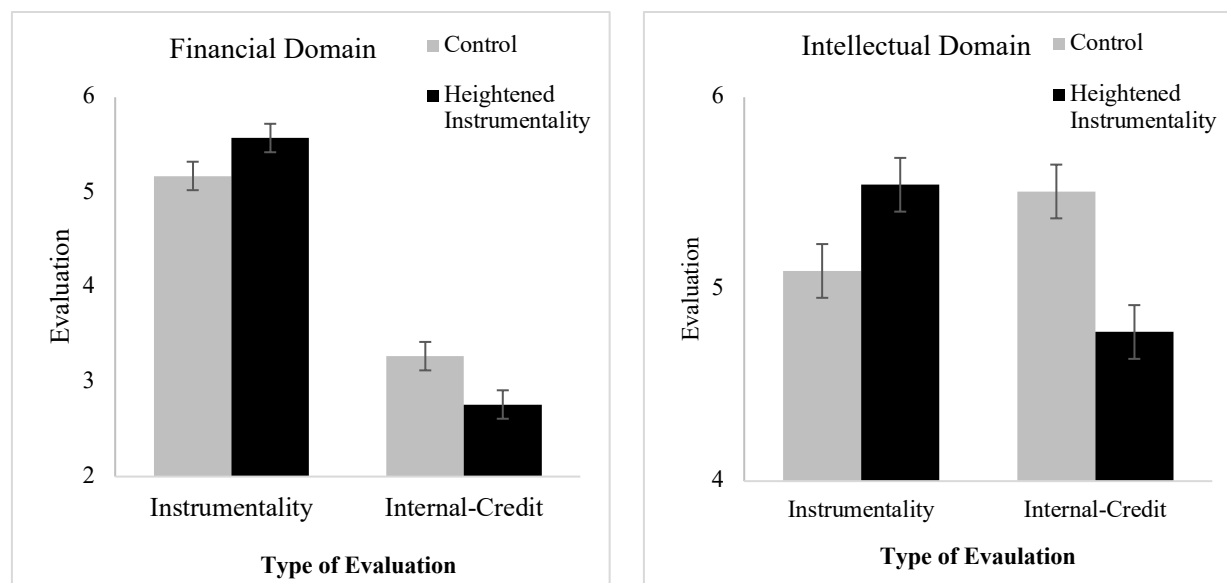 Financial Domain
Control
Heightened
Instrumentality
6
5
4
3
2
Evaluation
Instrumentality
Internal-Credit
Type of Evaluation
Intellectual Domain
Control
Heightened
Instrumentality
6
5
4
Evaluation
Instrumentality
Internal-Credit
Type of Evaulation